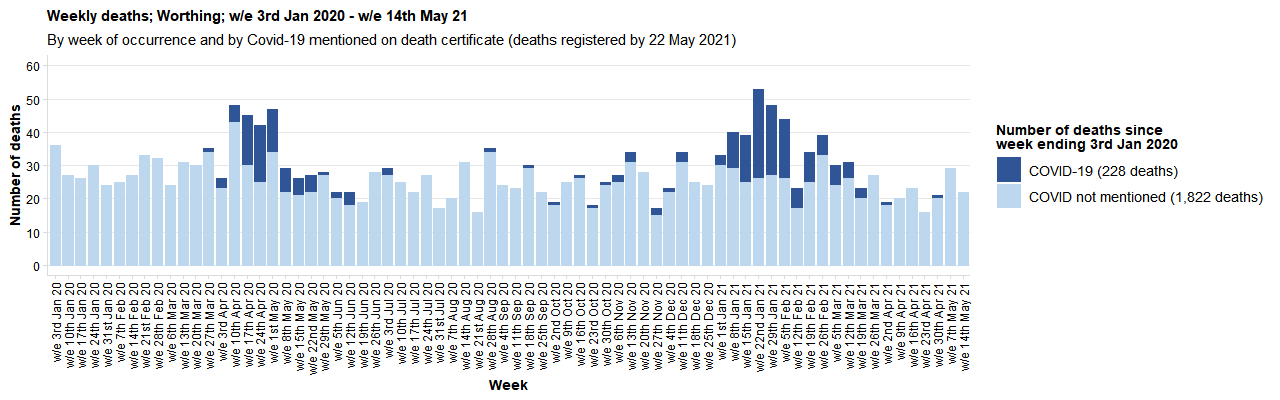 Weekly deaths; Worthing; w/e 3rd Jan 2020 - w/e 14th May 21
By week of occurrence and by Covid-19 mentioned on death certificate (deaths registered by 22 May 2021)
Number of deaths
60
50
40
30
20
10
0
w/e 3rd Jan 20
w/e 10th Jan 20
w/e 17th Jan 20
w/e 24th Jan 20
w/e 31st Jan 20
w/e 7th Feb 20
w/e 14th Feb 20
w/e 21st Feb 20
w/e 28th Feb 20
w/e 6th Mar 20
w/e 13th Mar 20
w/e 20th Mar 20
w/e 27th Mar 20
w/e 3rd Apr 20
w/e 10th Apr 20
w/e 17th Apr 20
w/e 24th Apr 20
w/e 1st May 20
w/e 8th May 20
w/e 15th May 20
w/e 22nd May 20
w/e 29th May 20
w/e 5th Jun 20
w/e 12th Jun 20
w/e 19th Jun 20
w/e 26th Jun 20
w/e 3rd Jul 20
w/e 10th Jul 20
w/e 17th Jul 20
w/e 24th Jul 20
w/e 31st Jul 20
w/e 7th Aug 20
w/e 14th Aug 20
w/e 21st Aug 20
w/e 28th Aug 20
w/e 4th Sep 20
w/e 11th Sep 20
w/e 18th Sep 20
w/e 25th Sep 20
w/e 2nd Oct 20
w/e 9th Oct 20
w/e 16th Oct 20
w/e 23rd Oct 20
w/e 30th Oct 20
w/e 6th Nov 20
w/e 13th Nov 20
w/e 20th Nov 20
w/e 27th Nov 20
w/e 4th Dec 20
w/e 11th Dec 20
w/e 18th Dec 20
w/e 25th Dec 20
w/e 1st Jan 21
w/e 8th Jan 21
w/e 15th Jan 21
w/e 22nd Jan 21
w/e 29th Jan 21
w/e 5th Feb 21
w/e 12th Feb 21
w/e 19th Feb 21
w/e 26th Feb 21
w/e 5th Mar 21
w/e 12th Mar 21
w/e 19th Mar 21
w/e 26th Mar 21
w/e 2nd Apr 21
w/e 9th Apr 21
w/e 16th Apr 21
w/e 23rd Apr 21
w/e 30th Apr 21
w/e 7th May 21
w/e 14th May 21
Week
Number of deaths since
week ending 3rd Jan 2020
COVID-19 (228 deaths)
COVID not mentioned (1,822 deaths)